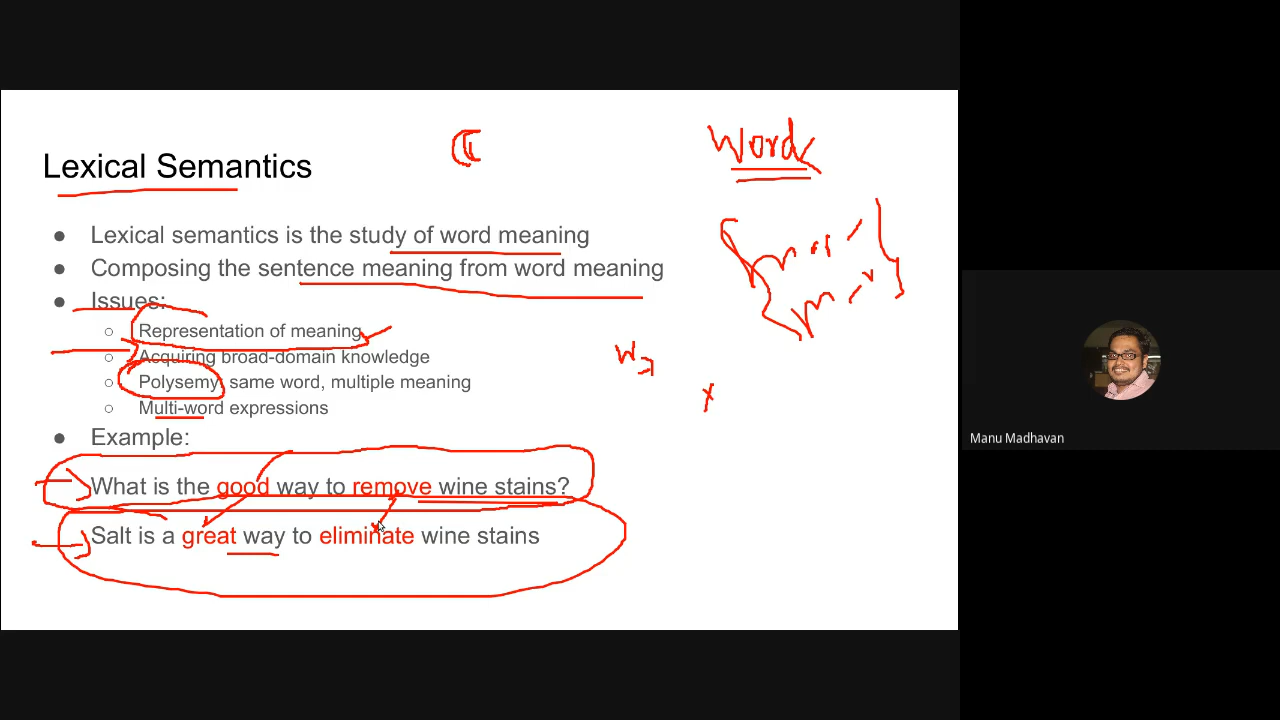 Lexical Semantics
Word
● Lexical semantics is the study of word meaning
● Composing the sentence meaning from word meaning
● Issues:
○ Representation of meaning
○ Acquiring broad-domain knowledge
○ Polysemy: same word, multiple meaning
○ Multi-word expressions
● Example:
What is the good way to remove wine stains?
Salt is a great way to eliminate wine stains
Manu Madhavan